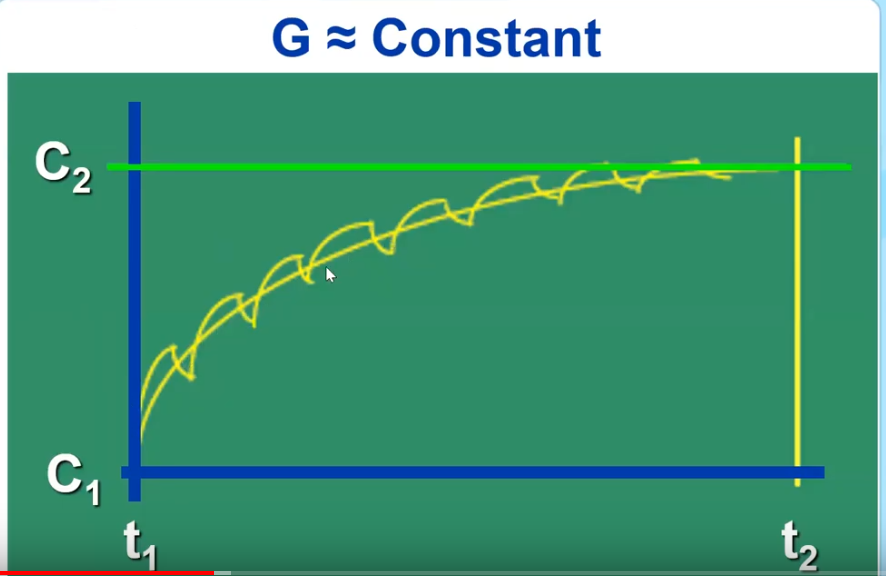 G ≈ Constant
C₂
C₁
t₁
t₂